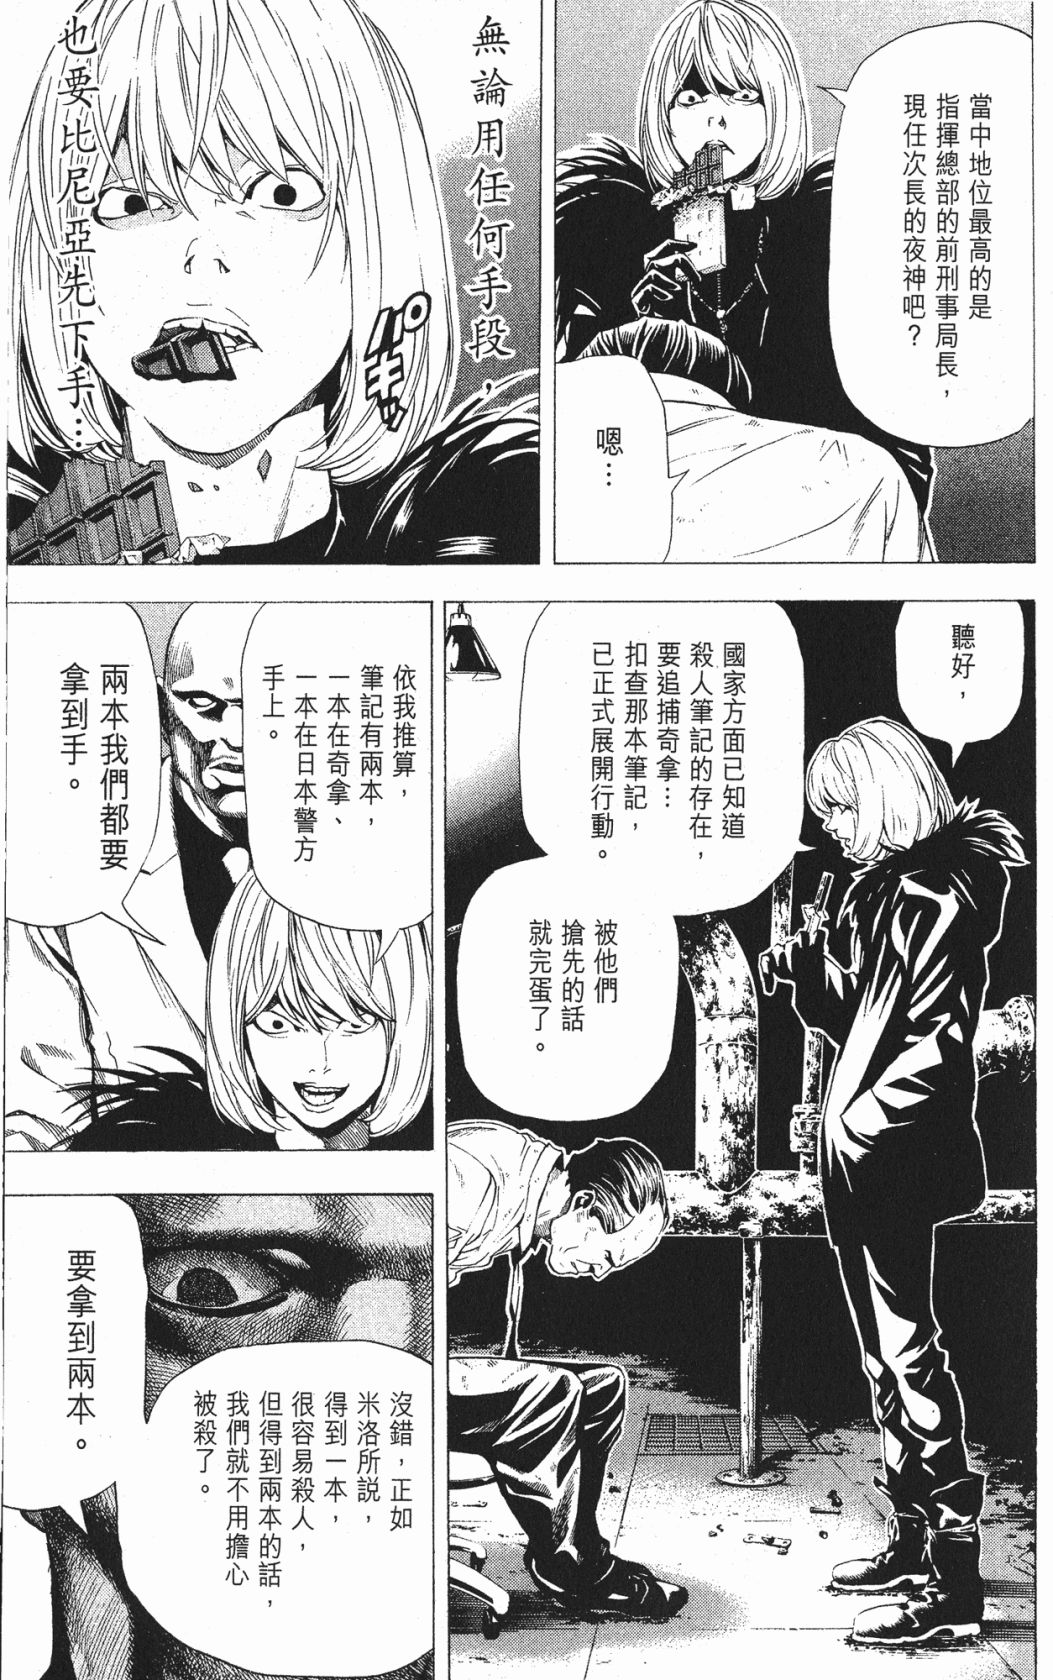 當中地位最高的是
指揮總部的前刑事局長，
現任次長的夜神吧？
嗯…
無論用任何手段，
也要比尼亞先下手…
パキッ
聽好，
國家方面已知道
殺人筆記的存在，
要追捕奇拿…
扣查那本筆記，
已正式展開行動。
被他們
搶先的話
就完蛋了。
依我推算，
筆記有兩本，
一本在奇拿、
一本在日本警方
手上。
兩本我們都要
拿到手。
沒錯，正如
米洛所說，
得到一本，
很容易殺人，
但得到兩本的話，
我們就不用擔心
被殺了。
要拿到兩本。